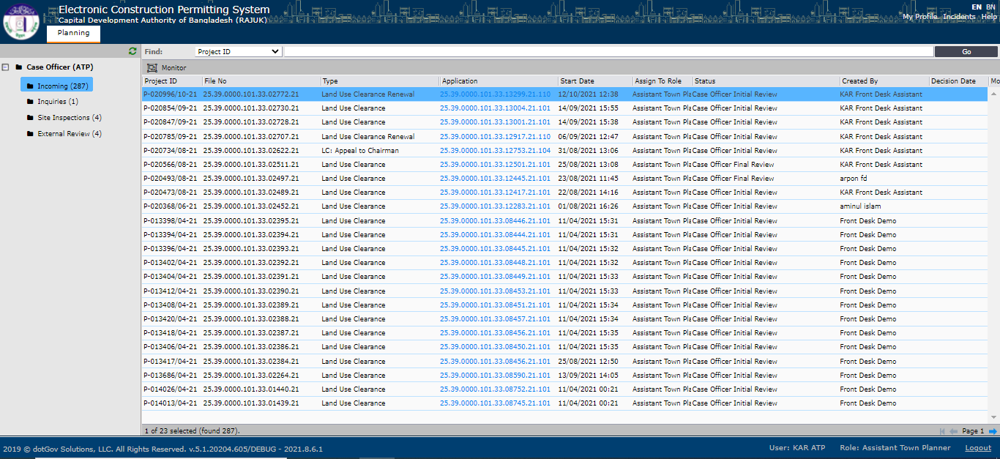 Electronic Construction Permitting System
Capital Development Authority of Bangladesh (RAJUK)
EN BN
My Profile Incidents Help
Planning
Find: Project ID Go
Case Officer (ATP)
Incoming (287)
Inquiries (1)
Site Inspections (4)
External Review (4)
Monitor
Project ID File No Type Application Start Date Assign To Role Status Created By Decision Date Mo
P-020996/10-21 25.39.0000.101.33.02772.21 Land Use Clearance Renewal 25.39.0000.101.33.13299.21.110 12/10/2021 12:38 Assistant Town Pla Case Officer Initial Review KAR Front Desk Assistant
P-020854/09-21 25.39.0000.101.33.02730.21 Land Use Clearance 25.39.0000.101.33.13004.21.101 14/09/2021 15:55 Assistant Town Pla Case Officer Initial Review KAR Front Desk Assistant
P-020847/09-21 25.39.0000.101.33.02728.21 Land Use Clearance 25.39.0000.101.33.13001.21.101 14/09/2021 15:38 Assistant Town Pla Case Officer Initial Review KAR Front Desk Assistant
P-020785/09-21 25.39.0000.101.33.02707.21 Land Use Clearance Renewal 25.39.0000.101.33.12917.21.110 06/09/2021 12:47 Assistant Town Pla Case Officer Initial Review KAR Front Desk Assistant
P-020734/08-21 25.39.0000.101.33.02622.21 LC: Appeal to Chairman 25.39.0000.101.33.12753.21.104 31/08/2021 13:06 Assistant Town Pla Case Officer Initial Review KAR Front Desk Assistant
P-020566/08-21 25.39.0000.101.33.02511.21 Land Use Clearance 25.39.0000.101.33.12501.21.101 25/08/2021 13:08 Assistant Town Pla Case Officer Final Review KAR Front Desk Assistant
P-020493/08-21 25.39.0000.101.33.02497.21 Land Use Clearance 25.39.0000.101.33.12445.21.101 23/08/2021 11:45 Assistant Town Pla Case Officer Final Review arpon fd
P-020473/08-21 25.39.0000.101.33.02489.21 Land Use Clearance 25.39.0000.101.33.12417.21.101 22/08/2021 14:16 Assistant Town Pla Case Officer Initial Review KAR Front Desk Assistant
P-020368/06-21 25.39.0000.101.33.02452.21 Land Use Clearance 25.39.0000.101.33.12283.21.101 01/08/2021 16:26 Assistant Town Pla Case Officer Initial Review aminul islam
P-013398/04-21 25.39.0000.101.33.02395.21 Land Use Clearance 25.39.0000.101.33.08446.21.101 11/04/2021 15:31 Assistant Town Pla Case Officer Initial Review Front Desk Demo
P-013394/04-21 25.39.0000.101.33.02394.21 Land Use Clearance 25.39.0000.101.33.08444.21.101 11/04/2021 15:31 Assistant Town Pla Case Officer Initial Review Front Desk Demo
P-013396/04-21 25.39.0000.101.33.02393.21 Land Use Clearance 25.39.0000.101.33.08445.21.101 11/04/2021 15:32 Assistant Town Pla Case Officer Initial Review Front Desk Demo
P-013402/04-21 25.39.0000.101.33.02392.21 Land Use Clearance 25.39.0000.101.33.08448.21.101 11/04/2021 15:32 Assistant Town Pla Case Officer Initial Review Front Desk Demo
P-013404/04-21 25.39.0000.101.33.02391.21 Land Use Clearance 25.39.0000.101.33.08449.21.101 11/04/2021 15:33 Assistant Town Pla Case Officer Initial Review Front Desk Demo
P-013412/04-21 25.39.0000.101.33.02390.21 Land Use Clearance 25.39.0000.101.33.08453.21.101 11/04/2021 15:33 Assistant Town Pla Case Officer Initial Review Front Desk Demo
P-013408/04-21 25.39.0000.101.33.02389.21 Land Use Clearance 25.39.0000.101.33.08451.21.101 11/04/2021 15:34 Assistant Town Pla Case Officer Initial Review Front Desk Demo
P-013420/04-21 25.39.0000.101.33.02388.21 Land Use Clearance 25.39.0000.101.33.08457.21.101 11/04/2021 15:34 Assistant Town Pla Case Officer Initial Review Front Desk Demo
P-013418/04-21 25.39.0000.101.33.02387.21 Land Use Clearance 25.39.0000.101.33.08456.21.101 11/04/2021 15:35 Assistant Town Pla Case Officer Initial Review Front Desk Demo
P-013406/04-21 25.39.0000.101.33.02386.21 Land Use Clearance 25.39.0000.101.33.08450.21.101 11/04/2021 15:35 Assistant Town Pla Case Officer Initial Review Front Desk Demo
P-013417/04-21 25.39.0000.101.33.02384.21 Land Use Clearance 25.39.0000.101.33.08456.21.101 25/08/2021 12:50 Assistant Town Pla Case Officer Initial Review Front Desk Demo
P-013686/04-21 25.39.0000.101.33.02264.21 Land Use Clearance 25.39.0000.101.33.08590.21.101 13/09/2021 14:05 Assistant Town Pla Case Officer Initial Review Front Desk Demo
P-014026/04-21 25.39.0000.101.33.01440.21 Land Use Clearance 25.39.0000.101.33.08752.21.101 11/04/2021 00:21 Assistant Town Pla Case Officer Initial Review Front Desk Demo
P-014013/04-21 25.39.0000.101.33.01439.21 Land Use Clearance 25.39.0000.101.33.08745.21.101 11/04/2021 00:21 Assistant Town Pla Case Officer Initial Review Front Desk Demo
1 of 23 selected (found 287). Page 1
2019 © dotGov Solutions, LLC. All Rights Reserved. v.5.1.20204.605/DEBUG - 2021.8.6.1 User: KAR ATP Role: Assistant Town Planner Logout